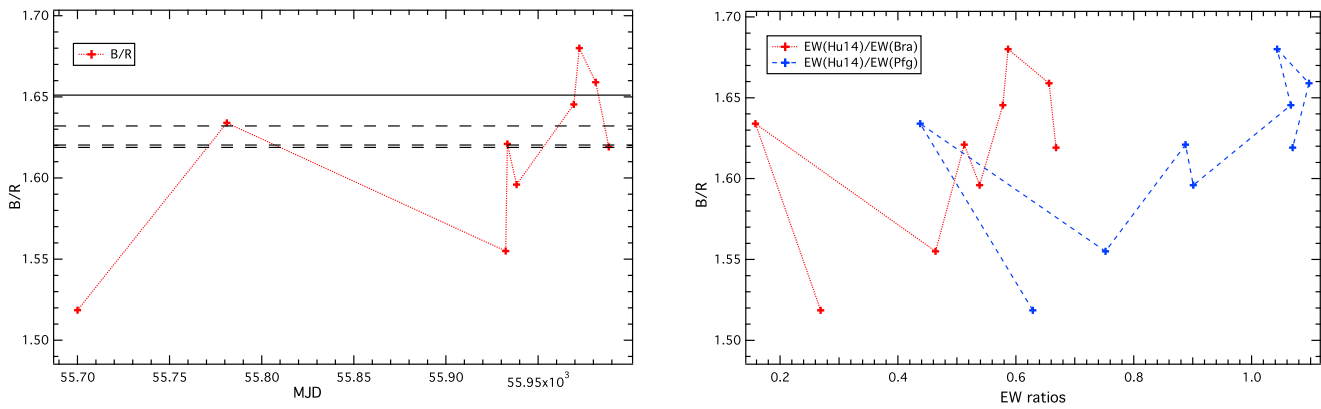 1.70
1.65
1.60
1.55
1.50
B/R
B/R
55.70
55.75
55.80
55.85
55.90
55.95x10³
MJD
1.70
1.65
1.60
1.55
1.50
B/R
EW(Hu14)/EW(Bra)
EW(Hu14)/EW(Pfg)
0.2
0.4
0.6
0.8
1.0
EW ratios